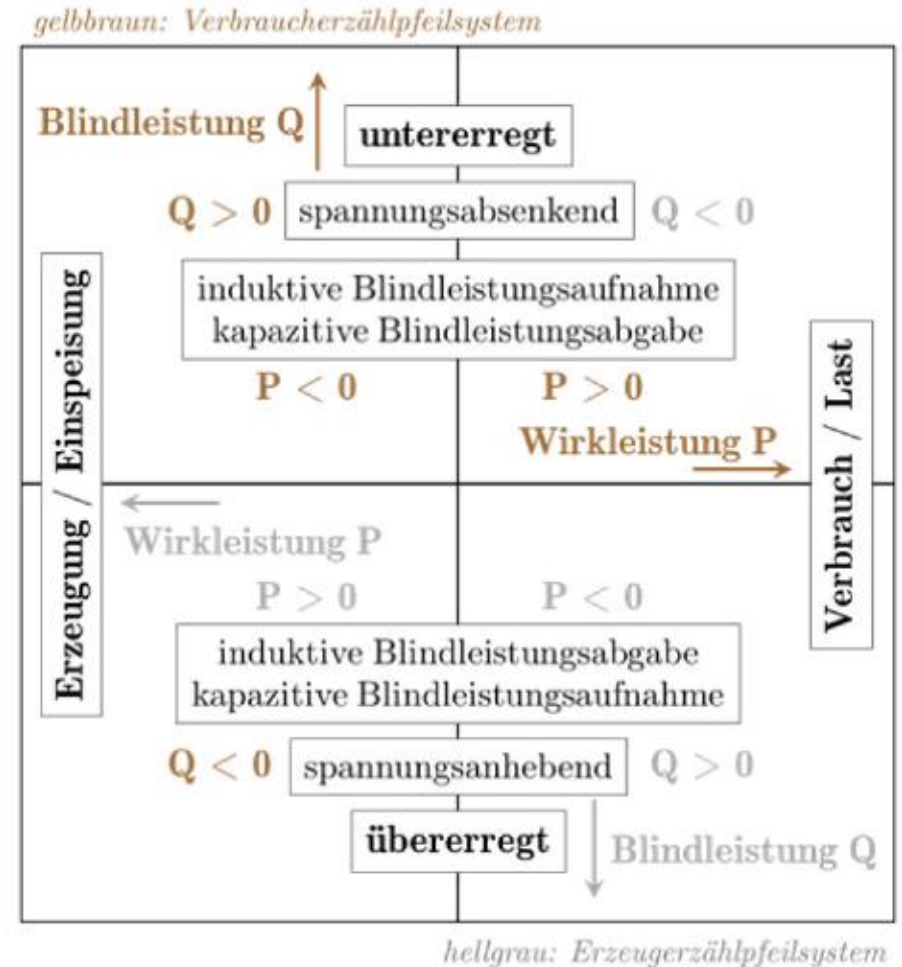 gelbbraun: Verbraucherzählpfeilsystem
Blindleistung Q
untererregt
Q > 0
spannungsabsenkend
Q < 0
induktive Blindleistungsaufnahme
kapazitive Blindleistungsabgabe
P < 0
P > 0
Wirkleistung P
Erzeugung / Einspeisung
Verbrauch / Last
Wirkleistung P
P > 0
P < 0
induktive Blindleistungsabgabe
kapazitive Blindleistungsaufnahme
Q < 0
spannungsanhebend
Q > 0
übererregt
Blindleistung Q
hellgrau: Erzeugerzählpfeilsystem